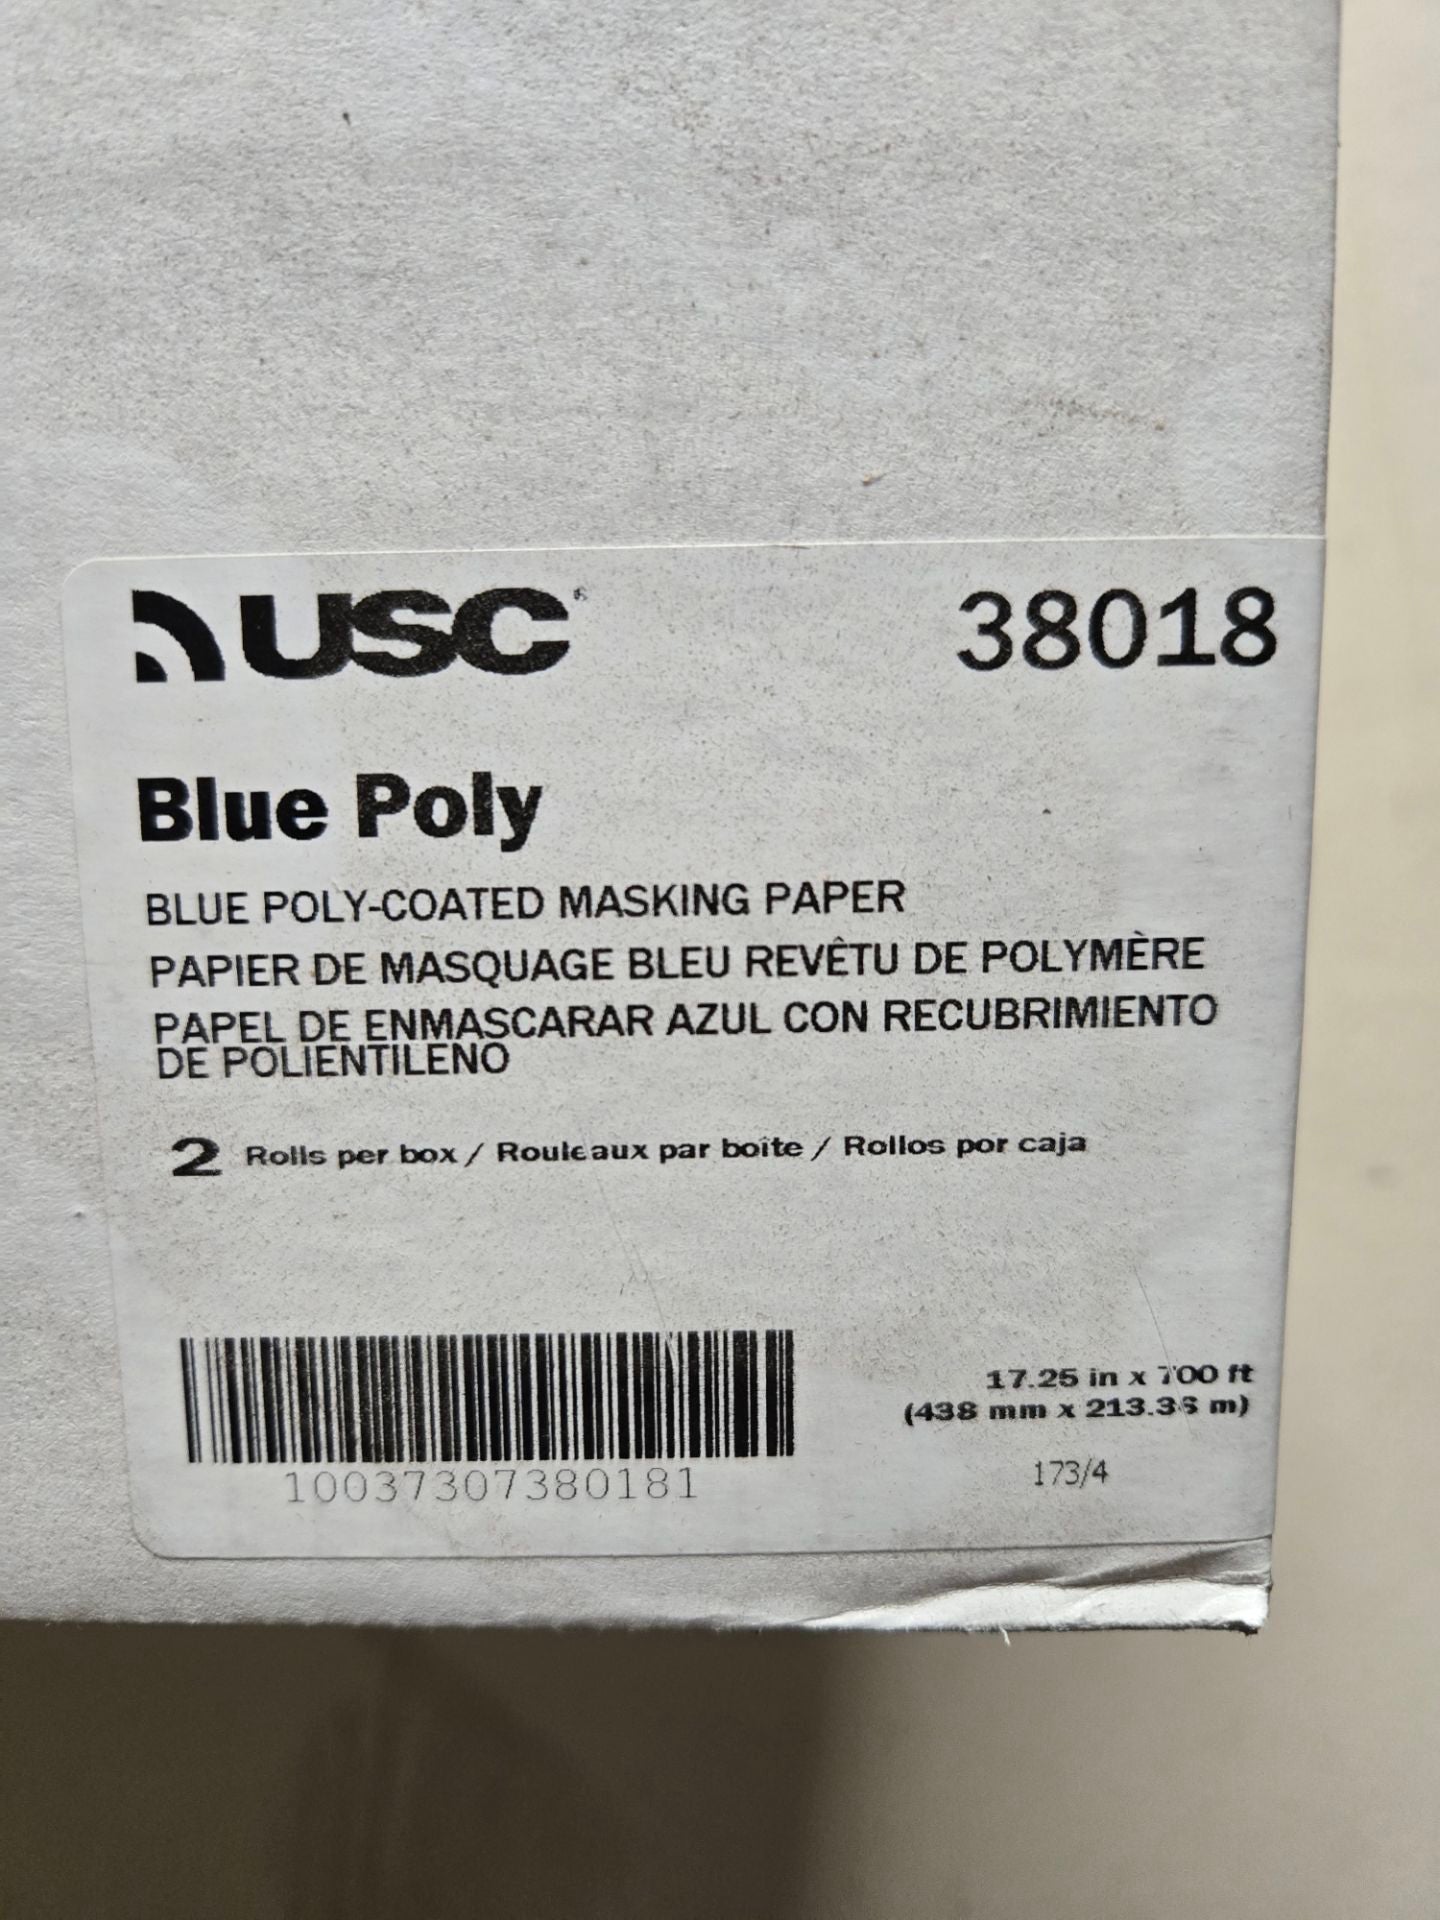 USC®
38018
Blue Poly
BLUE POLY-COATED MASKING PAPER
PAPIER DE MASQUAGE BLEU REVÊTU DE POLYMÈRE
PAPEL DE ENMASCARAR AZUL CON RECUBRIMIENTO
DE POLIENTILENO
2 Rolls per box / Rouleaux par boîte / Rollos por caja
17.25 in x 700 ft
(438 mm x 213.36 m)
10037307380181
173/4